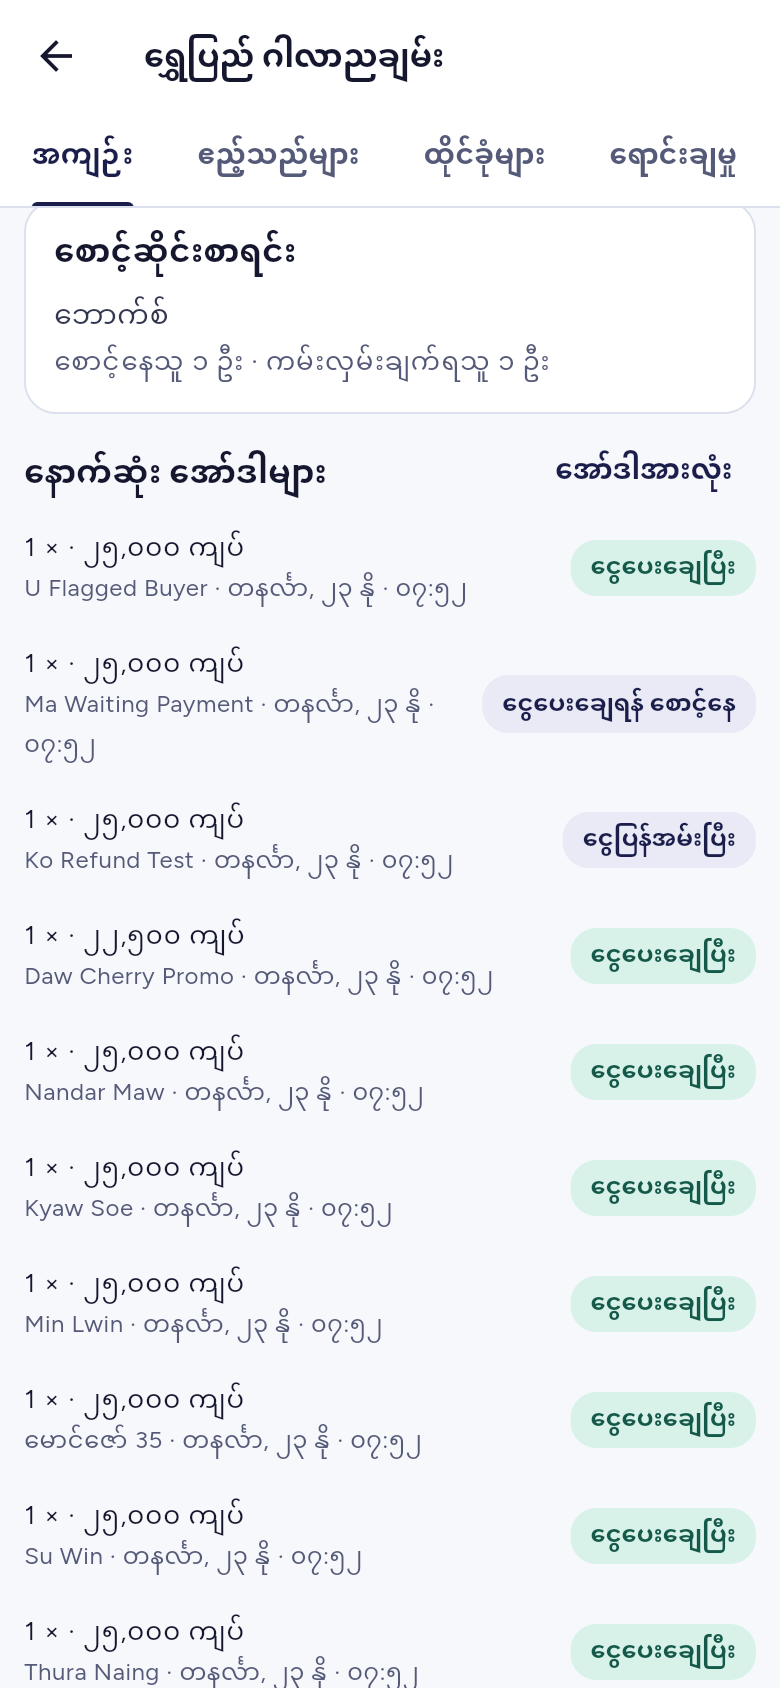 ရွှေပြည် ဂါလာညချမ်း
အကျဉ်း ဧည့်သည်များ ထိုင်ခုံများ ရောင်းချမှု
စောင့်ဆိုင်းစာရင်း
ဘောက်စ်
စောင့်နေသူ ၁ ဦး · ကမ်းလှမ်းချက်ရသူ ၁ ဦး
နောက်ဆုံး အော်ဒါများ အော်ဒါအားလုံး
1 × · ၂၅,၀၀၀ ကျပ်
U Flagged Buyer · တနင်္လာ, ၂၃ နို · ၀၇:၅၂
ငွေပေးချေပြီး
1 × · ၂၅,၀၀၀ ကျပ်
Ma Waiting Payment · တနင်္လာ, ၂၃ နို ·
၀၇:၅၂
ငွေပေးချေရန် စောင့်နေ
1 × · ၂၅,၀၀၀ ကျပ်
Ko Refund Test · တနင်္လာ, ၂၃ နို · ၀၇:၅၂
ငွေပြန်အမ်းပြီး
1 × · ၂၂,၅၀၀ ကျပ်
Daw Cherry Promo · တနင်္လာ, ၂၃ နို · ၀၇:၅၂
ငွေပေးချေပြီး
1 × · ၂၅,၀၀၀ ကျပ်
Nandar Maw · တနင်္လာ, ၂၃ နို · ၀၇:၅၂
ငွေပေးချေပြီး
1 × · ၂၅,၀၀၀ ကျပ်
Kyaw Soe · တနင်္လာ, ၂၃ နို · ၀၇:၅၂
ငွေပေးချေပြီး
1 × · ၂၅,၀၀၀ ကျပ်
Min Lwin · တနင်္လာ, ၂၃ နို · ၀၇:၅၂
ငွေပေးချေပြီး
1 × · ၂၅,၀၀၀ ကျပ်
မောင်ဇော် 35 · တနင်္လာ, ၂၃ နို · ၀၇:၅၂
ငွေပေးချေပြီး
1 × · ၂၅,၀၀၀ ကျပ်
Su Win · တနင်္လာ, ၂၃ နို · ၀၇:၅၂
ငွေပေးချေပြီး
1 × · ၂၅,၀၀၀ ကျပ်
Thura Naing · တနင်္လာ, ၂၃ နို · ၀၇:၅၂
ငွေပေးချေပြီး